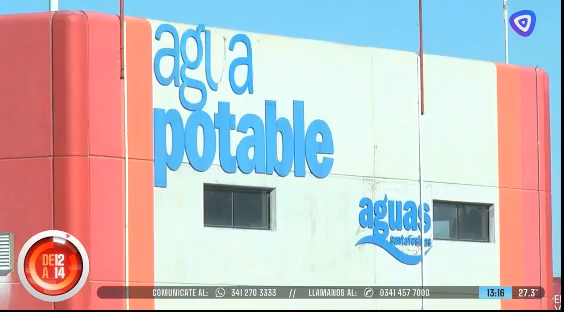 agua
potable
aguas
santafesinas
DE 12
A 14
COMUNICATE AL: 341 270 3333 // LLAMANOS AL: 0341 457 7000
13:16 27.3°